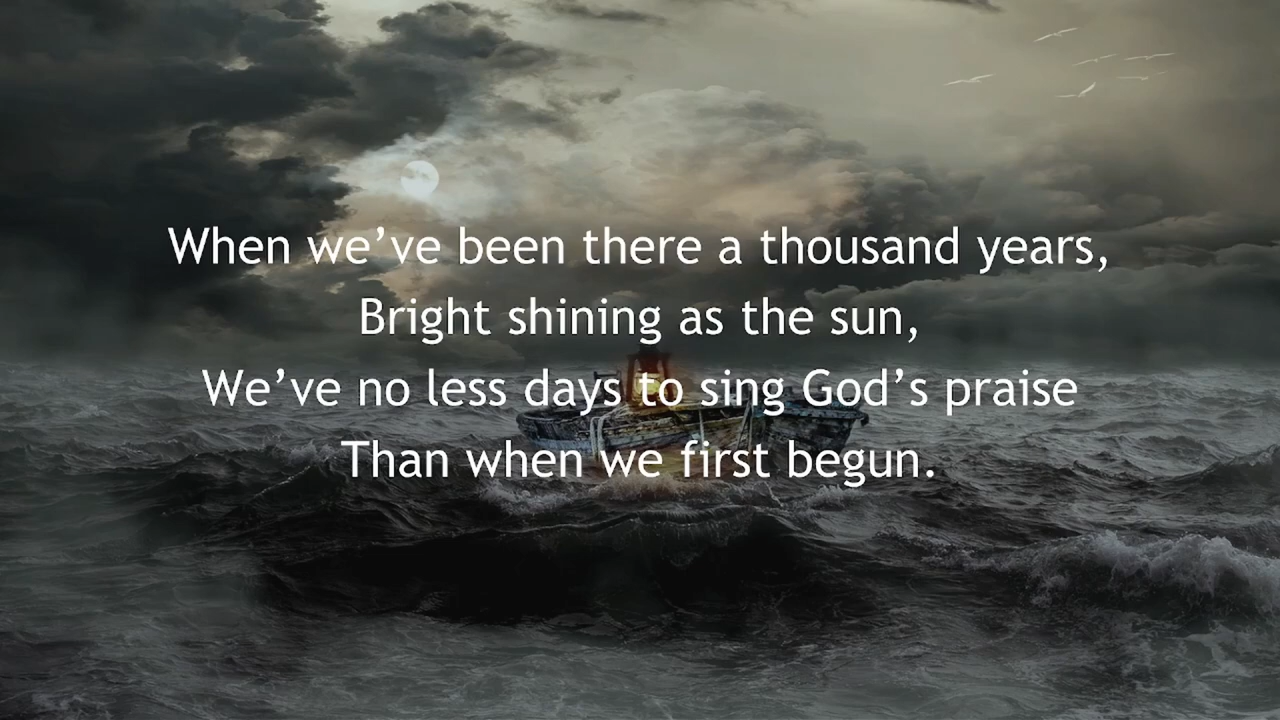 When we’ve been there a thousand years,
Bright shining as the sun,
We’ve no less days to sing God’s praise
Than when we first begun.